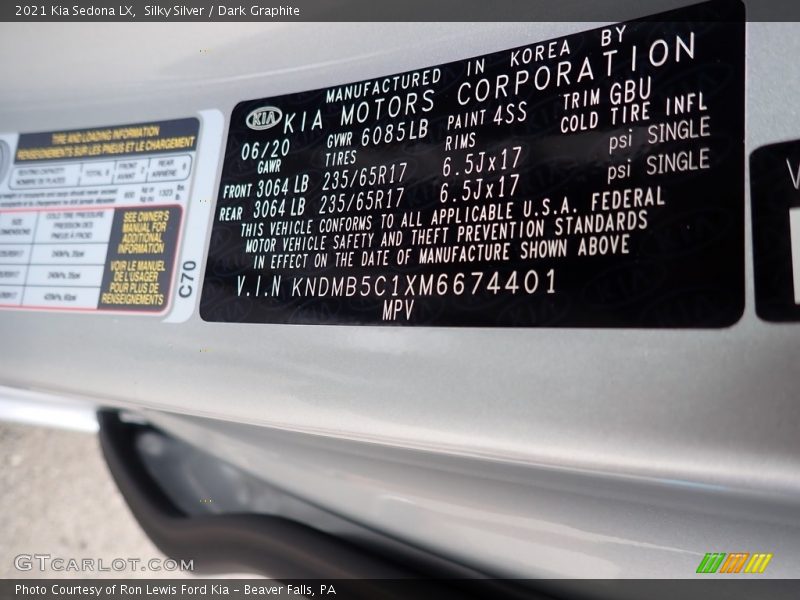 2021 Kia Sedona LX, Silky Silver / Dark Graphite
MANUFACTURED IN KOREA BY
KIA KIA MOTORS CORPORATION
06/20 GVWR 6085LB PAINT 4SS TRIM GBU
GAWR TIRES RIMS COLD TIRE INFL
FRONT 3064 LB 235/65R17 6.5Jx17 psi SINGLE
REAR 3064 LB 235/65R17 6.5Jx17 psi SINGLE
THIS VEHICLE CONFORMS TO ALL APPLICABLE U.S.A. FEDERAL
MOTOR VEHICLE SAFETY AND THEFT PREVENTION STANDARDS
IN EFFECT ON THE DATE OF MANUFACTURE SHOWN ABOVE
V.I.N KNDMB5C1XM6674401
MPV
TIRE AND LOADING INFORMATION
RENSEIGNEMENTS SUR LES PNEUS ET LE CHARGEMENT
SEE OWNER'S
MANUAL FOR
ADDITIONAL
INFORMATION
VOIR LE MANUEL
DE L'USAGER
POUR PLUS DE
RENSEIGNEMENTS
C70
V
GTCARLOT.COM
Photo Courtesy of Ron Lewis Ford Kia – Beaver Falls, PA